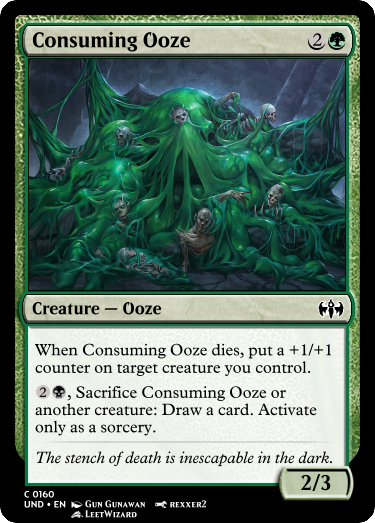 Consuming Ooze 2
Creature — Ooze
When Consuming Ooze dies, put a +1/+1
counter on target creature you control.
2, Sacrifice Consuming Ooze or
another creature: Draw a card. Activate
only as a sorcery.
The stench of death is inescapable in the dark.
2/3
C 0160
UND • EN Gun Gunawan rexxer2
LeetWizard